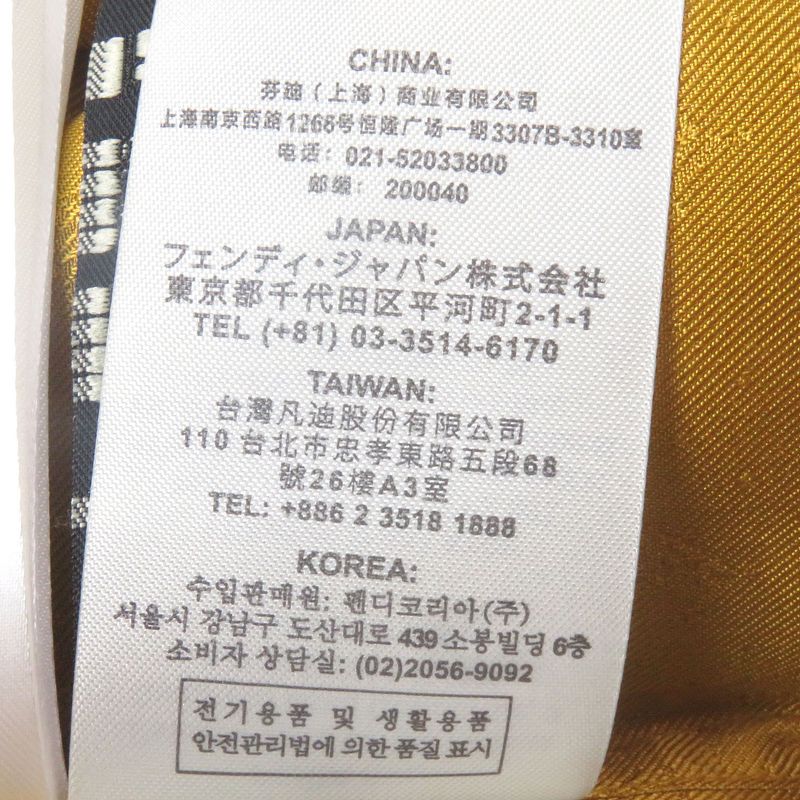 CHINA:
芬迪（上海）商业有限公司
上海南京西路1266号恒隆广场一期3307B-3310室
电话：021-52033800
邮编：200040
JAPAN:
フェンディ・ジャパン株式会社
東京都千代田区平河町2-1-1
TEL (+81) 03-3514-6170
TAIWAN:
台灣凡迪股份有限公司
110 台北市忠孝東路五段68
號26樓A3室
TEL: +886 2 3518 1888
KOREA:
수입판매원: 펜디코리아(주)
서울시 강남구 도산대로 439 소봉빌딩 6층
소비자 상담실: (02)2056-9092
전기용품 및 생활용품
안전관리법에 의한 품질 표시